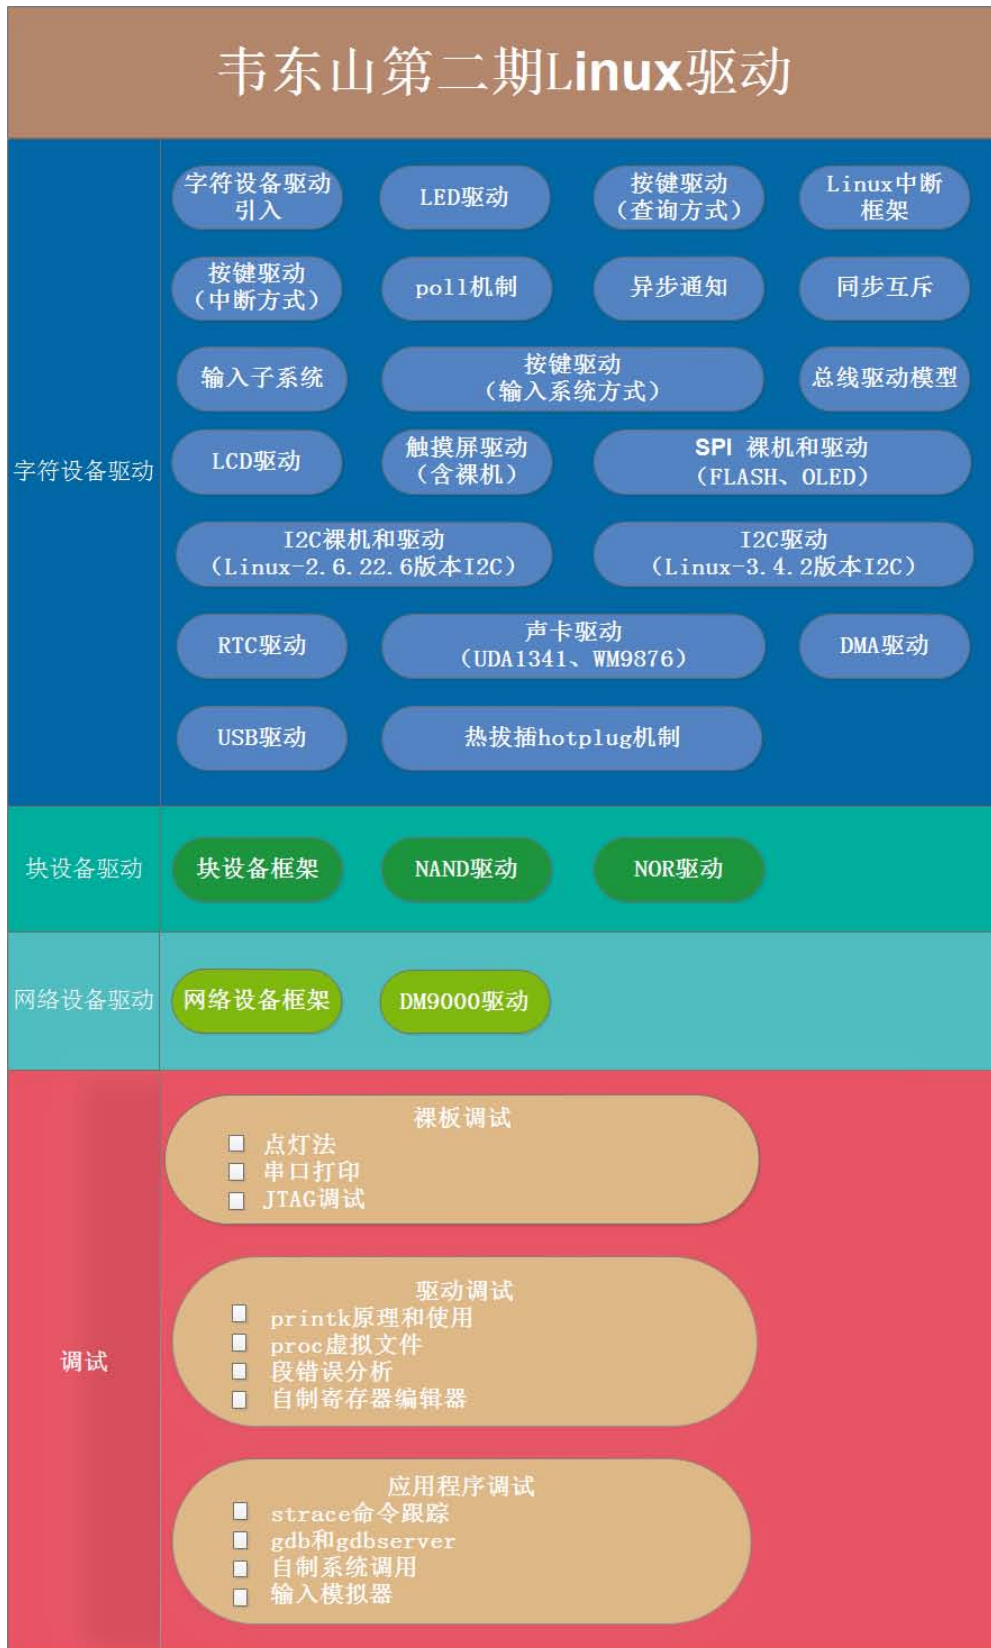 韦东山第二期Linux驱动
字符设备驱动
字符设备驱动
引入
LED驱动
按键驱动
（查询方式）
Linux中断
框架
按键驱动
（中断方式）
poll机制
异步通知
同步互斥
输入子系统
按键驱动
（输入系统方式）
总线驱动模型
LCD驱动
触摸屏驱动
（含裸机）
SPI 裸机和驱动
（FLASH、OLED）
I2C裸机和驱动
（Linux-2.6.22.6版本I2C）
I2C驱动
（Linux-3.4.2版本I2C）
RTC驱动
声卡驱动
（UDA1341、WM9876）
DMA驱动
USB驱动
热拔插hotplug机制
块设备驱动
块设备框架
NAND驱动
NOR驱动
网络设备驱动
网络设备框架
DM9000驱动
调试
裸板调试
点灯法
串口打印
JTAG调试
驱动调试
printk原理和使用
proc虚拟文件
段错误分析
自制寄存器编辑器
应用程序调试
strace命令跟踪
gdb和gdbserver
自制系统调用
输入模拟器